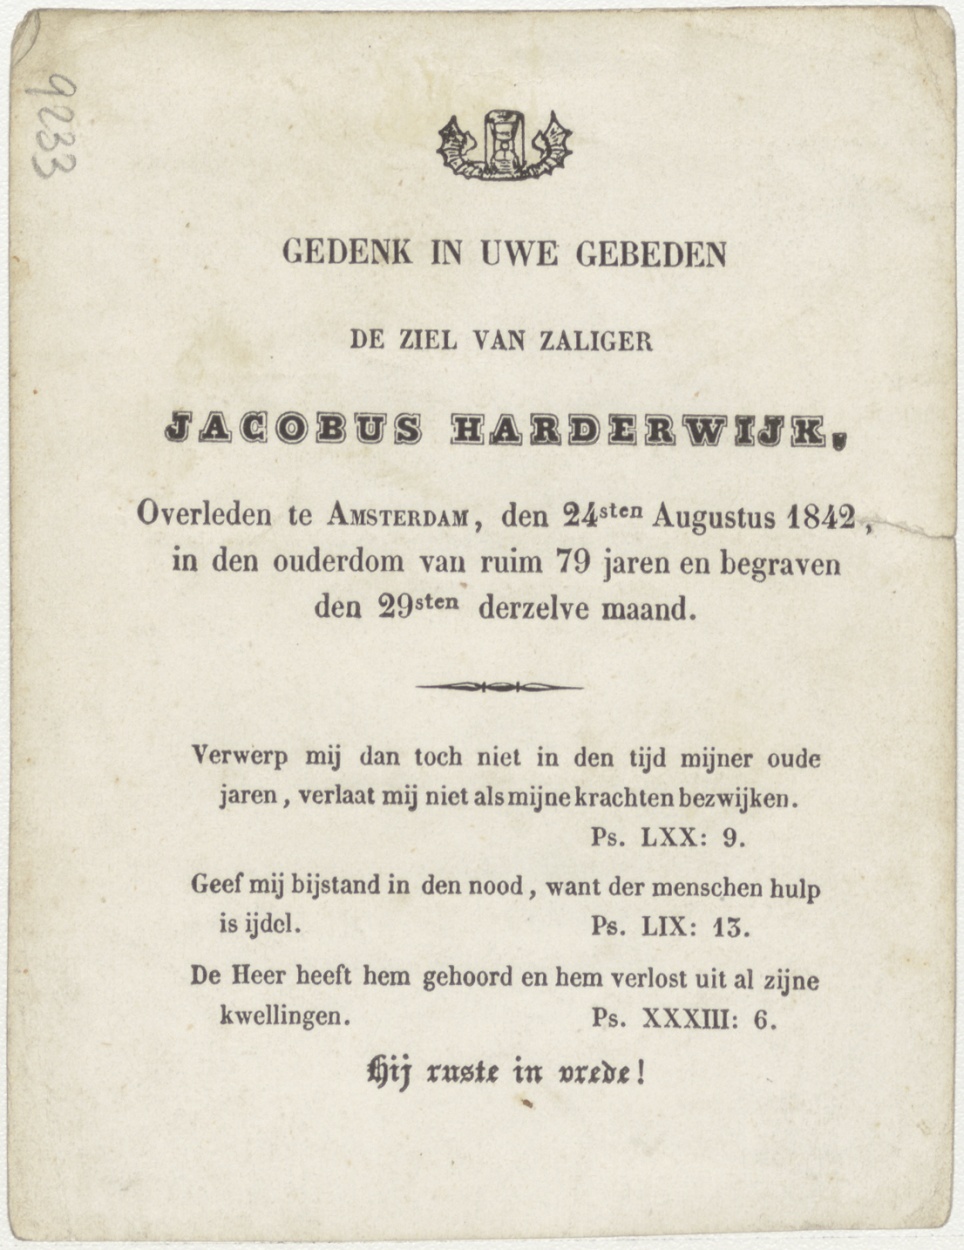 9233
GEDENK IN UWE GEBEDEN
DE ZIEL VAN ZALIGER
JACOBUS HARDERWIJK,
Overleden te AMSTERDAM, den 24sten Augustus 1842,
in den ouderdom van ruim 79 jaren en begraven
den 29sten derzelve maand.
Verwerp mij dan toch niet in den tijd mijner oude
jaren, verlaat mij niet als mijne krachten bezwijken.
Ps. LXX: 9.
Geef mij bijstand in den nood, want der menschen hulp
is ijdel. Ps. LIX: 13.
De Heer heeft hem gehoord en hem verlost uit al zijne
kwellingen. Ps. XXXIII: 6.
Hij ruste in vrede!